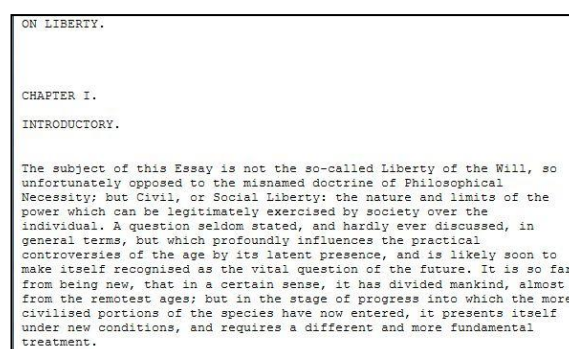 ON LIBERTY.
CHAPTER I.
INTRODUCTORY.
The subject of this Essay is not the so-called Liberty of the Will, so
unfortunately opposed to the misnamed doctrine of Philosophical
Necessity; but Civil, or Social Liberty: the nature and limits of the
power which can be legitimately exercised by society over the
individual. A question seldom stated, and hardly ever discussed, in
general terms, but which profoundly influences the practical
controversies of the age by its latent presence, and is likely soon to
make itself recognised as the vital question of the future. It is so far
from being new, that in a certain sense, it has divided mankind, almost
from the remotest ages; but in the stage of progress into which the more
civilised portions of the species have now entered, it presents itself
under new conditions, and requires a different and more fundamental
treatment.